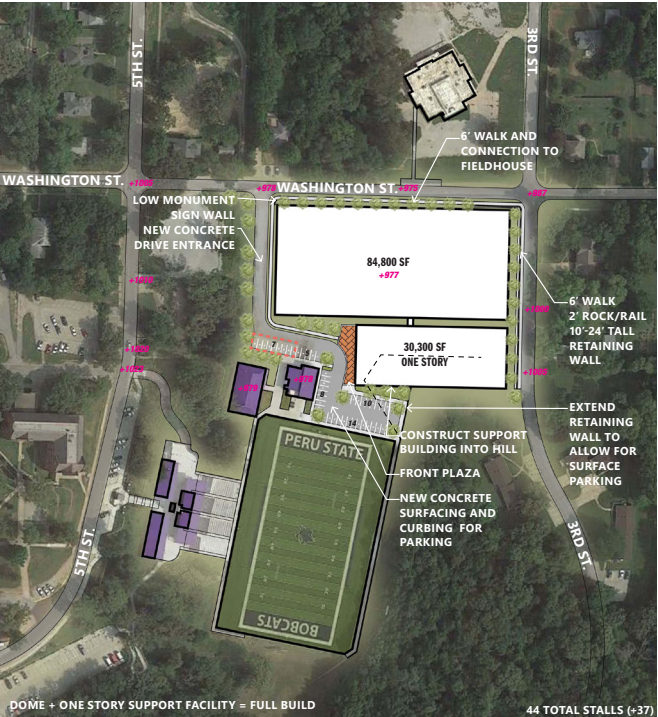 5TH ST.
3RD ST.
6' WALK AND
CONNECTION TO
FIELDHOUSE
WASHINGTON ST.
+978
WASHINGTON ST.
+975
+987
LOW MONUMENT
SIGN WALL
NEW CONCRETE
DRIVE ENTRANCE
84,800 SF
+977
6' WALK
2' ROCK/RAIL
10'-24' TALL
RETAINING
WALL
30,300 SF
ONE STORY
7
8
10
14
EXTEND
RETAINING
WALL TO
ALLOW FOR
SURFACE
PARKING
CONSTRUCT SUPPORT
BUILDING INTO HILL
FRONT PLAZA
NEW CONCRETE
SURFACING AND
CURBING FOR
PARKING
PERU STATE
BOBCATS
5TH ST.
3RD ST.
DOME + ONE STORY SUPPORT FACILITY = FULL BUILD
44 TOTAL STALLS (+37)